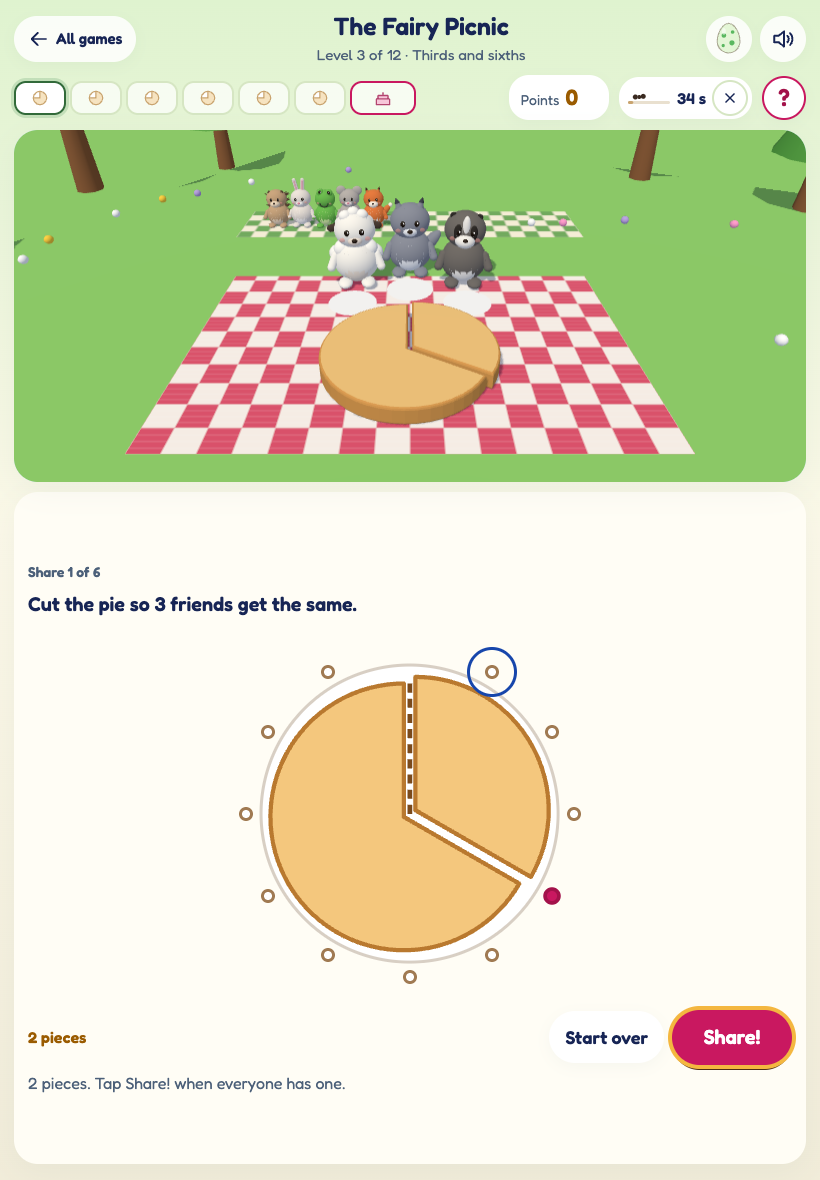 All games
The Fairy Picnic
Level 3 of 12 · Thirds and sixths
Points 0
34 s
?
Share 1 of 6
Cut the pie so 3 friends get the same.
2 pieces
Start over
Share!
2 pieces. Tap Share! when everyone has one.